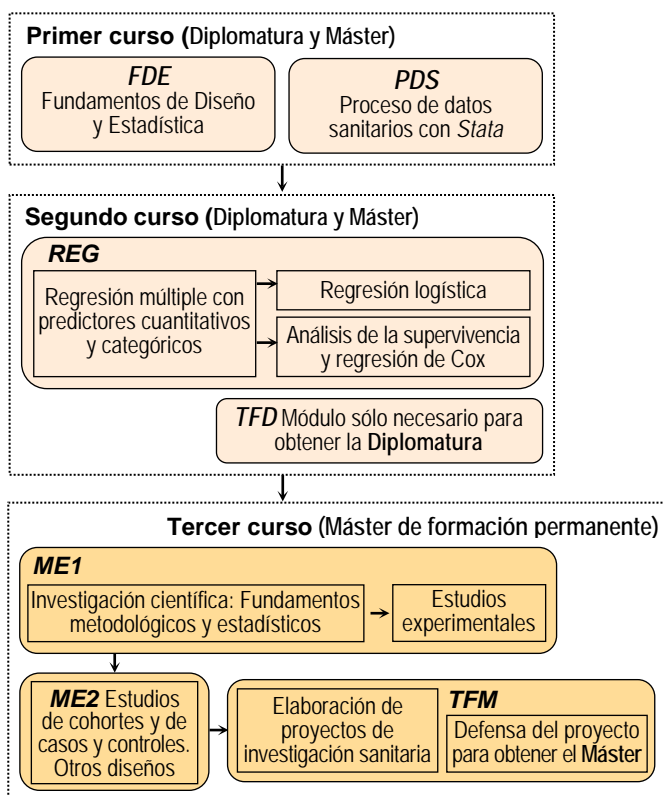 Primer curso (Diplomatura y Máster)
FDE
Fundamentos de Diseño
y Estadística
PDS
Proceso de datos
sanitarios con Stata
Segundo curso (Diplomatura y Máster)
REG
Regresión múltiple con
predictores cuantitativos
y categóricos
Regresión logística
Análisis de la supervivencia
y regresión de Cox
TFD Módulo sólo necesario para
obtener la Diplomatura
Tercer curso (Máster de formación permanente)
ME1
Investigación científica: Fundamentos
metodológicos y estadísticos
Estudios
experimentales
ME2 Estudios
de cohortes y de
casos y controles.
Otros diseños
Elaboración de
proyectos de
investigación sanitaria
TFM
Defensa del proyecto
para obtener el Máster